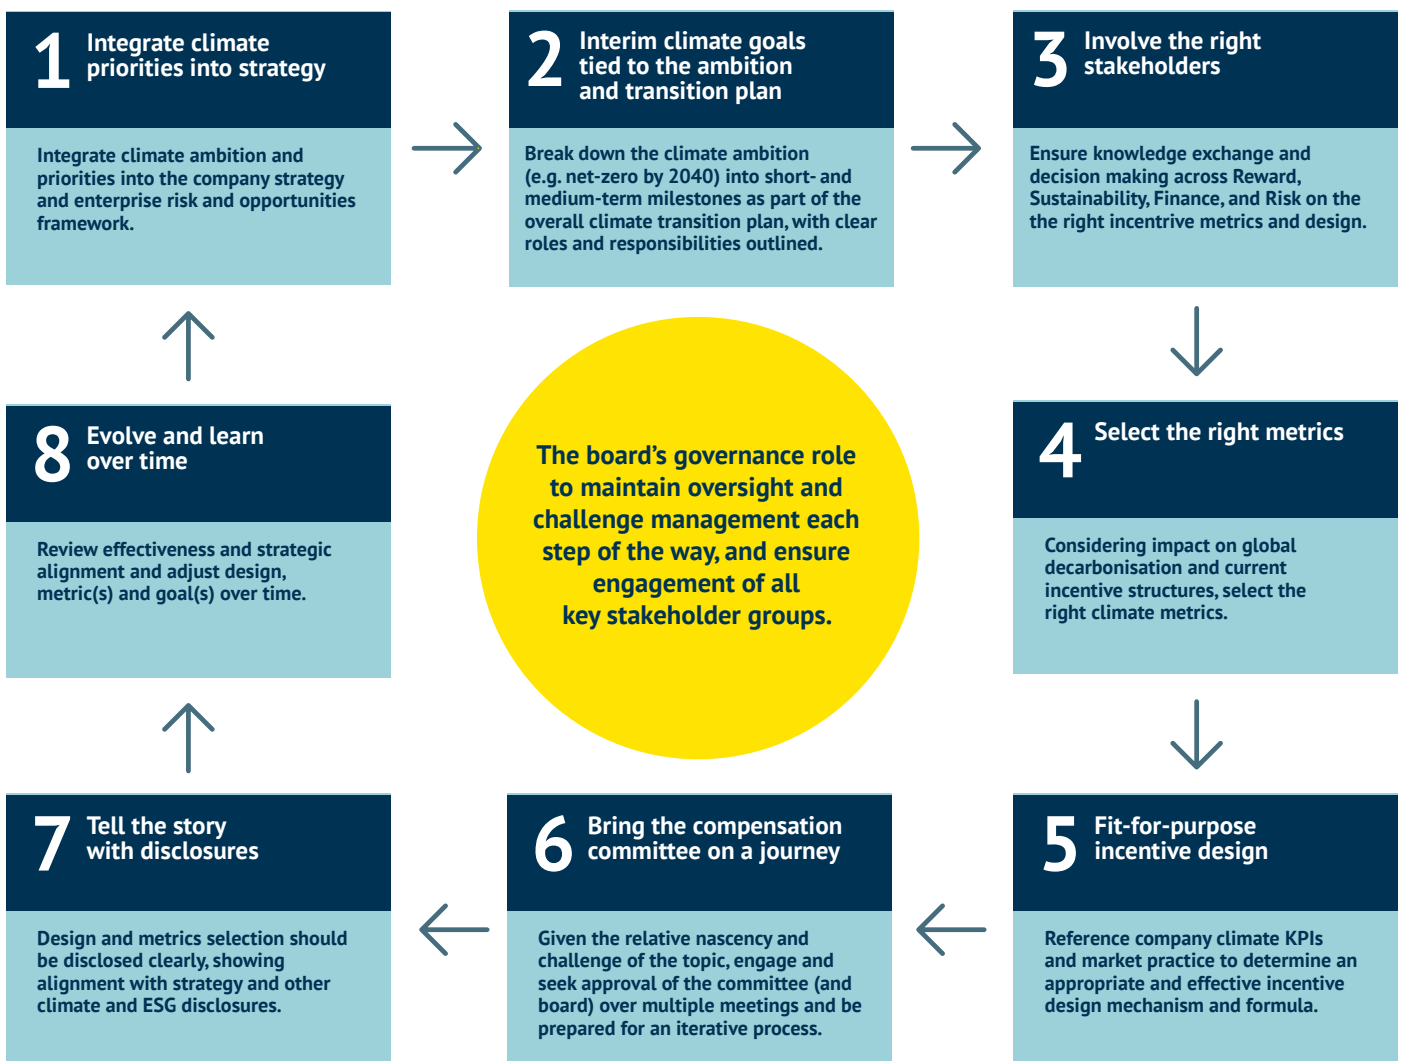 1
Integrate climate
priorities into strategy
Integrate climate ambition and
priorities into the company strategy
and enterprise risk and opportunities
framework.
2
Interim climate goals
tied to the ambition
and transition plan
Break down the climate ambition
(e.g. net-zero by 2040) into short- and
medium-term milestones as part of the
overall climate transition plan, with clear
roles and responsibilities outlined.
3
Involve the right
stakeholders
Ensure knowledge exchange and
decision making across Reward,
Sustainability, Finance, and Risk on the
the right incentrive metrics and design.
4
Select the right metrics
Considering impact on global
decarbonisation and current
incentive structures, select the
right climate metrics.
5
Fit-for-purpose
incentive design
Reference company climate KPIs
and market practice to determine an
appropriate and effective incentive
design mechanism and formula.
6
Bring the compensation
committee on a journey
Given the relative nascency and
challenge of the topic, engage and
seek approval of the committee (and
board) over multiple meetings and be
prepared for an iterative process.
7
Tell the story
with disclosures
Design and metrics selection should
be disclosed clearly, showing
alignment with strategy and other
climate and ESG disclosures.
8
Evolve and learn
over time
Review effectiveness and strategic
alignment and adjust design,
metric(s) and goal(s) over time.
The board's governance role
to maintain oversight and
challenge management each
step of the way, and ensure
engagement of all
key stakeholder groups.